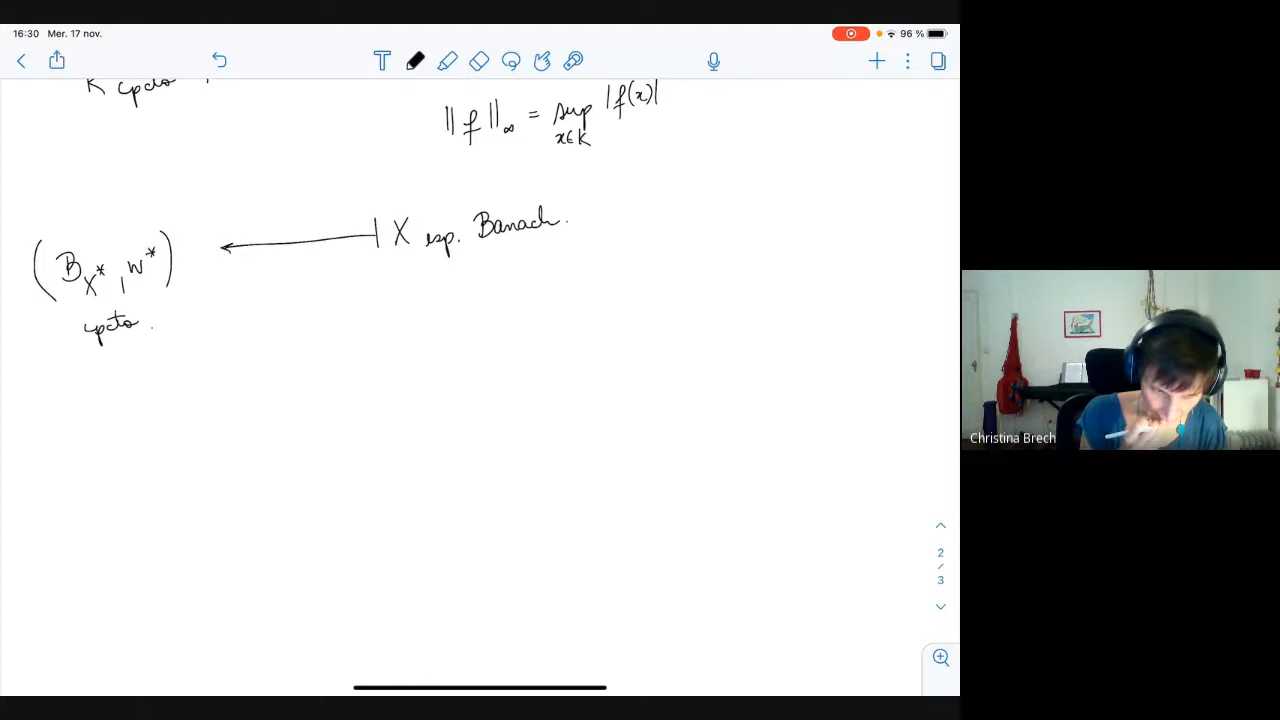 16:30 Mer. 17 nov. 96 %
K cpcto
‖f‖∞ = sup |f(x)|
x∈K
X esp. Banach.
(B_X*, w*)
cpcto.
Christina Brech
2
/
3